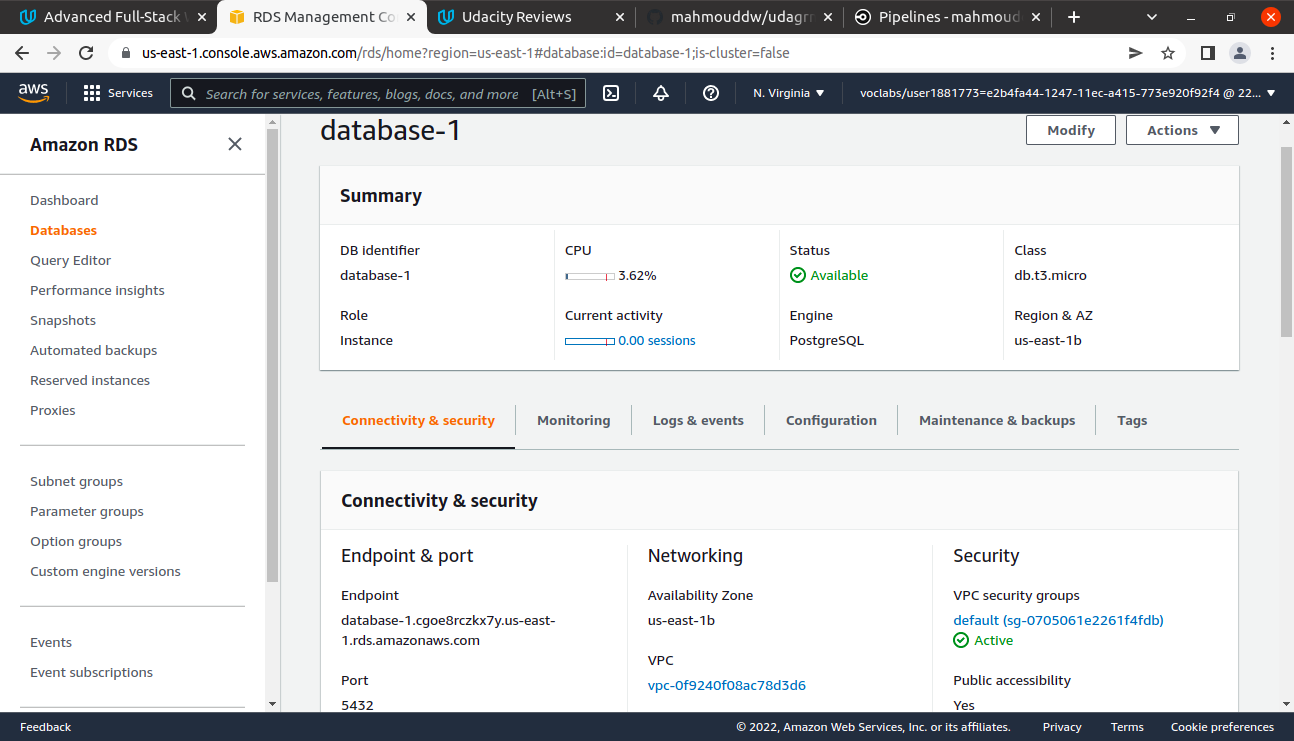 Advanced Full-Stack
RDS Management Co
Udacity Reviews
mahmouddw/udagr
Pipelines - mahmoud
us-east-1.console.aws.amazon.com/rds/home?region=us-east-1#database:id=database-1;is-cluster=false
aws
Services
Search for services, features, blogs, docs, and more [Alt+S]
N. Virginia
voclabs/user1881773=e2b4fa44-1247-11ec-a415-773e920f92f4 @ 22...
Amazon RDS
Dashboard
Databases
Query Editor
Performance insights
Snapshots
Automated backups
Reserved instances
Proxies
Subnet groups
Parameter groups
Option groups
Custom engine versions
Events
Event subscriptions
database-1
Modify
Actions
Summary
DB identifier
database-1
CPU
3.62%
Status
Available
Class
db.t3.micro
Role
Instance
Current activity
0.00 sessions
Engine
PostgreSQL
Region & AZ
us-east-1b
Connectivity & security
Monitoring
Logs & events
Configuration
Maintenance & backups
Tags
Connectivity & security
Endpoint & port
Endpoint
database-1.cgoe8rczkx7y.us-east-
1.rds.amazonaws.com
Port
5432
Networking
Availability Zone
us-east-1b
VPC
vpc-0f9240f08ac78d3d6
Security
VPC security groups
default (sg-0705061e2261f4fdb)
Active
Public accessibility
Yes
Feedback
© 2022, Amazon Web Services, Inc. or its affiliates.
Privacy
Terms
Cookie preferences